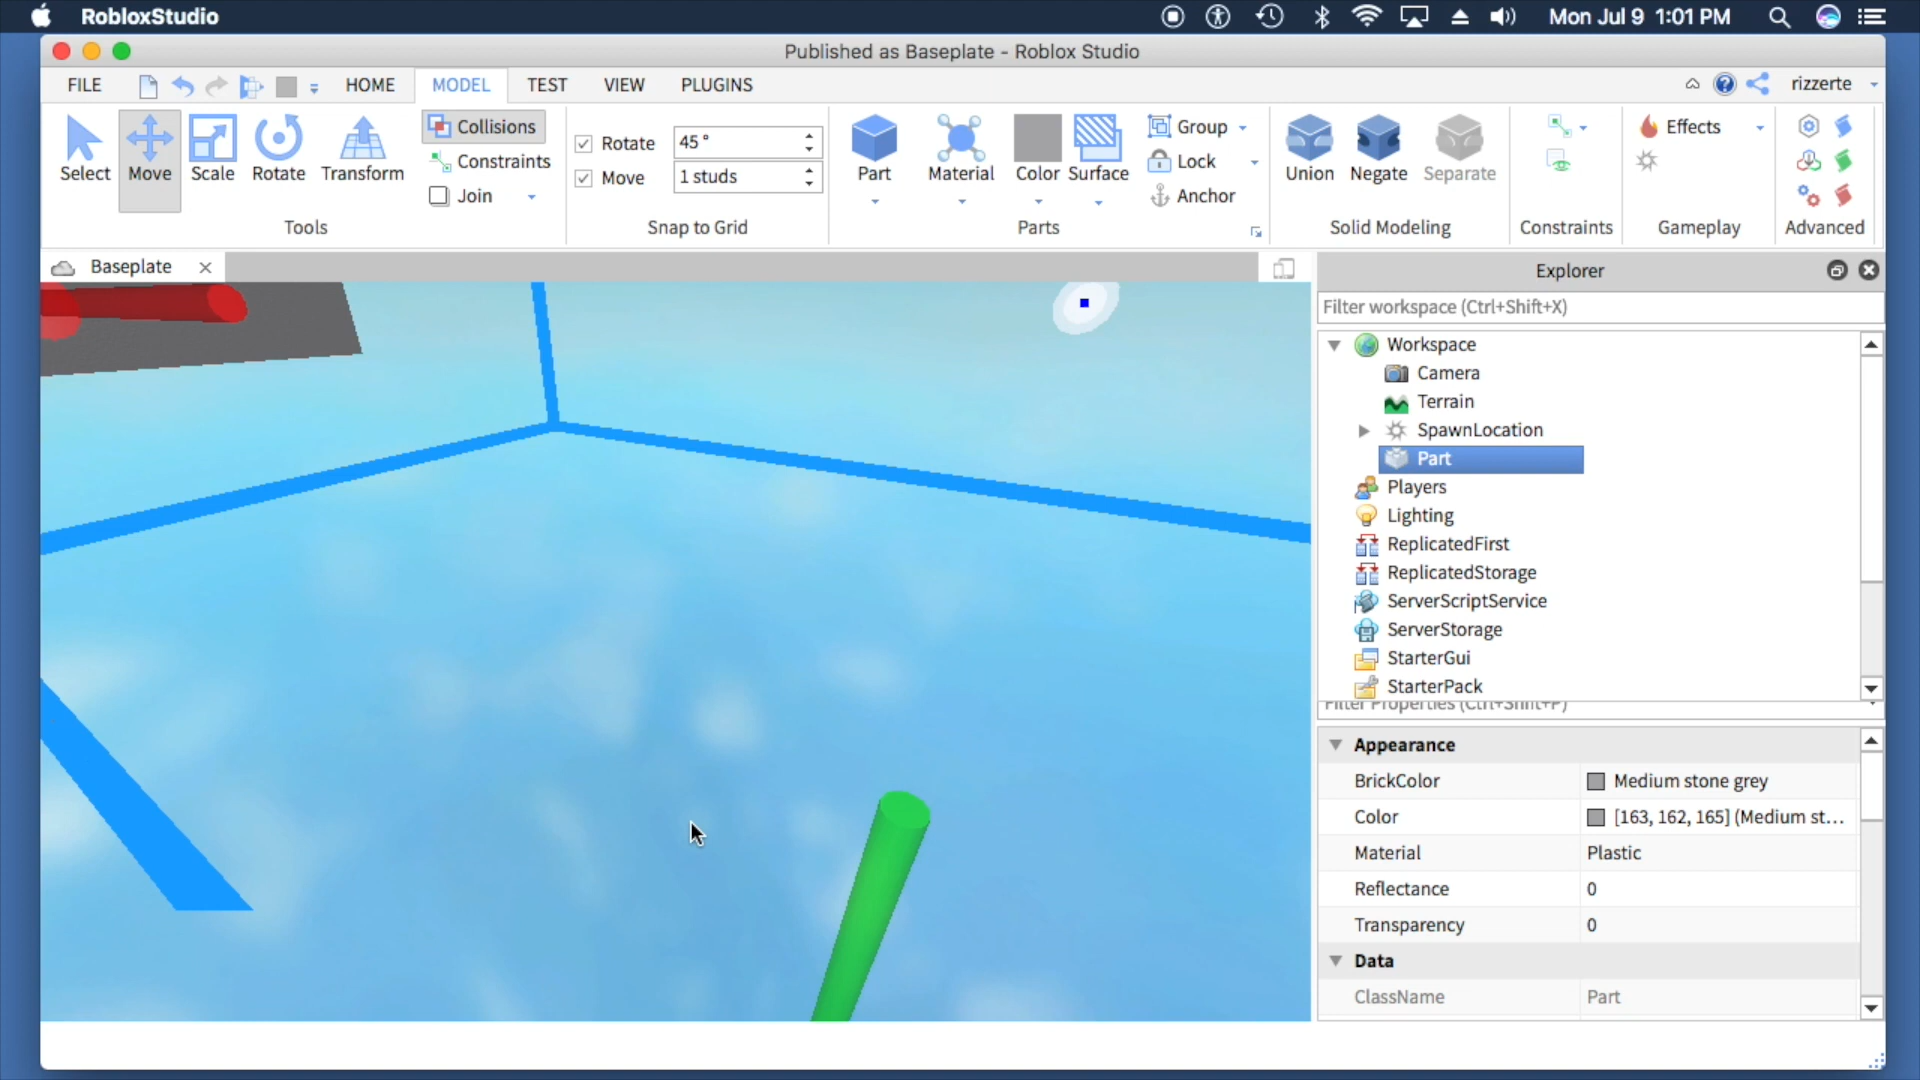 RobloxStudio
Mon Jul 9 1:01 PM
Published as Baseplate - Roblox Studio
FILE
HOME
MODEL
TEST
VIEW
PLUGINS
rizzerte
Select
Move
Scale
Rotate
Transform
Collisions
Constraints
Join
Tools
Rotate 45 °
Move 1 studs
Snap to Grid
Part
Material
Color
Surface
Group
Lock
Anchor
Parts
Union
Negate
Separate
Solid Modeling
Constraints
Effects
Gameplay
Advanced
Baseplate
Explorer
Filter workspace (Ctrl+Shift+X)
Workspace
Camera
Terrain
SpawnLocation
Part
Players
Lighting
ReplicatedFirst
ReplicatedStorage
ServerScriptService
ServerStorage
StarterGui
StarterPack
Filter Properties (Ctrl+Shift+P)
Appearance
BrickColor Medium stone grey
Color [163, 162, 165] (Medium st...
Material Plastic
Reflectance 0
Transparency 0
Data
ClassName Part